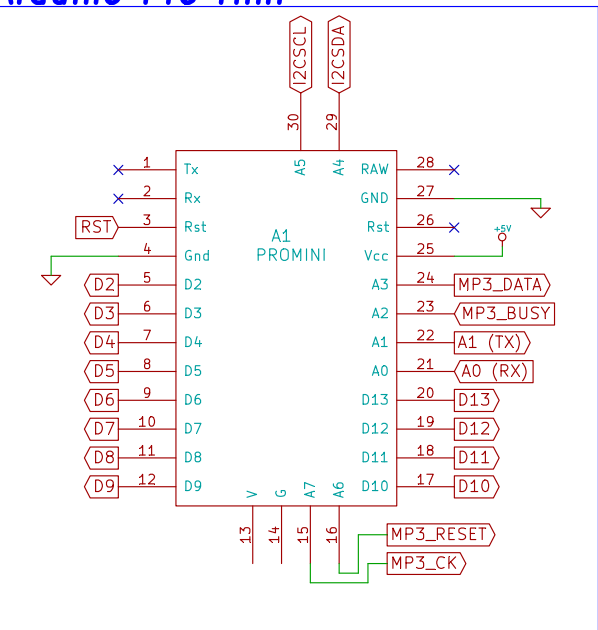 Arduino Pro Mini
I2CSCL
I2CSDA
30
29
A5
A4
1
Tx
RAW
28
2
Rx
GND
27
RST
3
Rst
Rst
26
+5V
4
Gnd
Vcc
25
A1
PROMINI
D2
5
D2
A3
24
MP3_DATA
D3
6
D3
A2
23
MP3_BUSY
D4
7
D4
A1
22
A1 (TX)
D5
8
D5
A0
21
A0 (RX)
D6
9
D6
D13
20
D13
D7
10
D7
D12
19
D12
D8
11
D8
D11
18
D11
D9
12
D9
D10
17
D10
V
G
A7
A6
13
14
15
16
MP3_RESET
MP3_CK